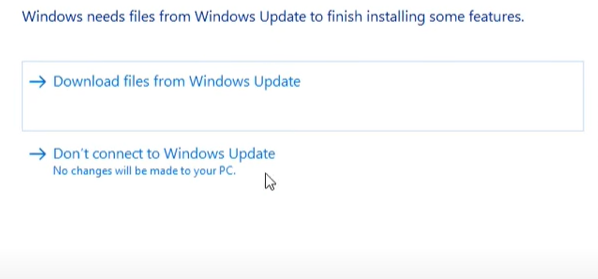 Windows needs files from Windows Update to finish installing some features.
Download files from Windows Update
Don't connect to Windows Update
No changes will be made to your PC.